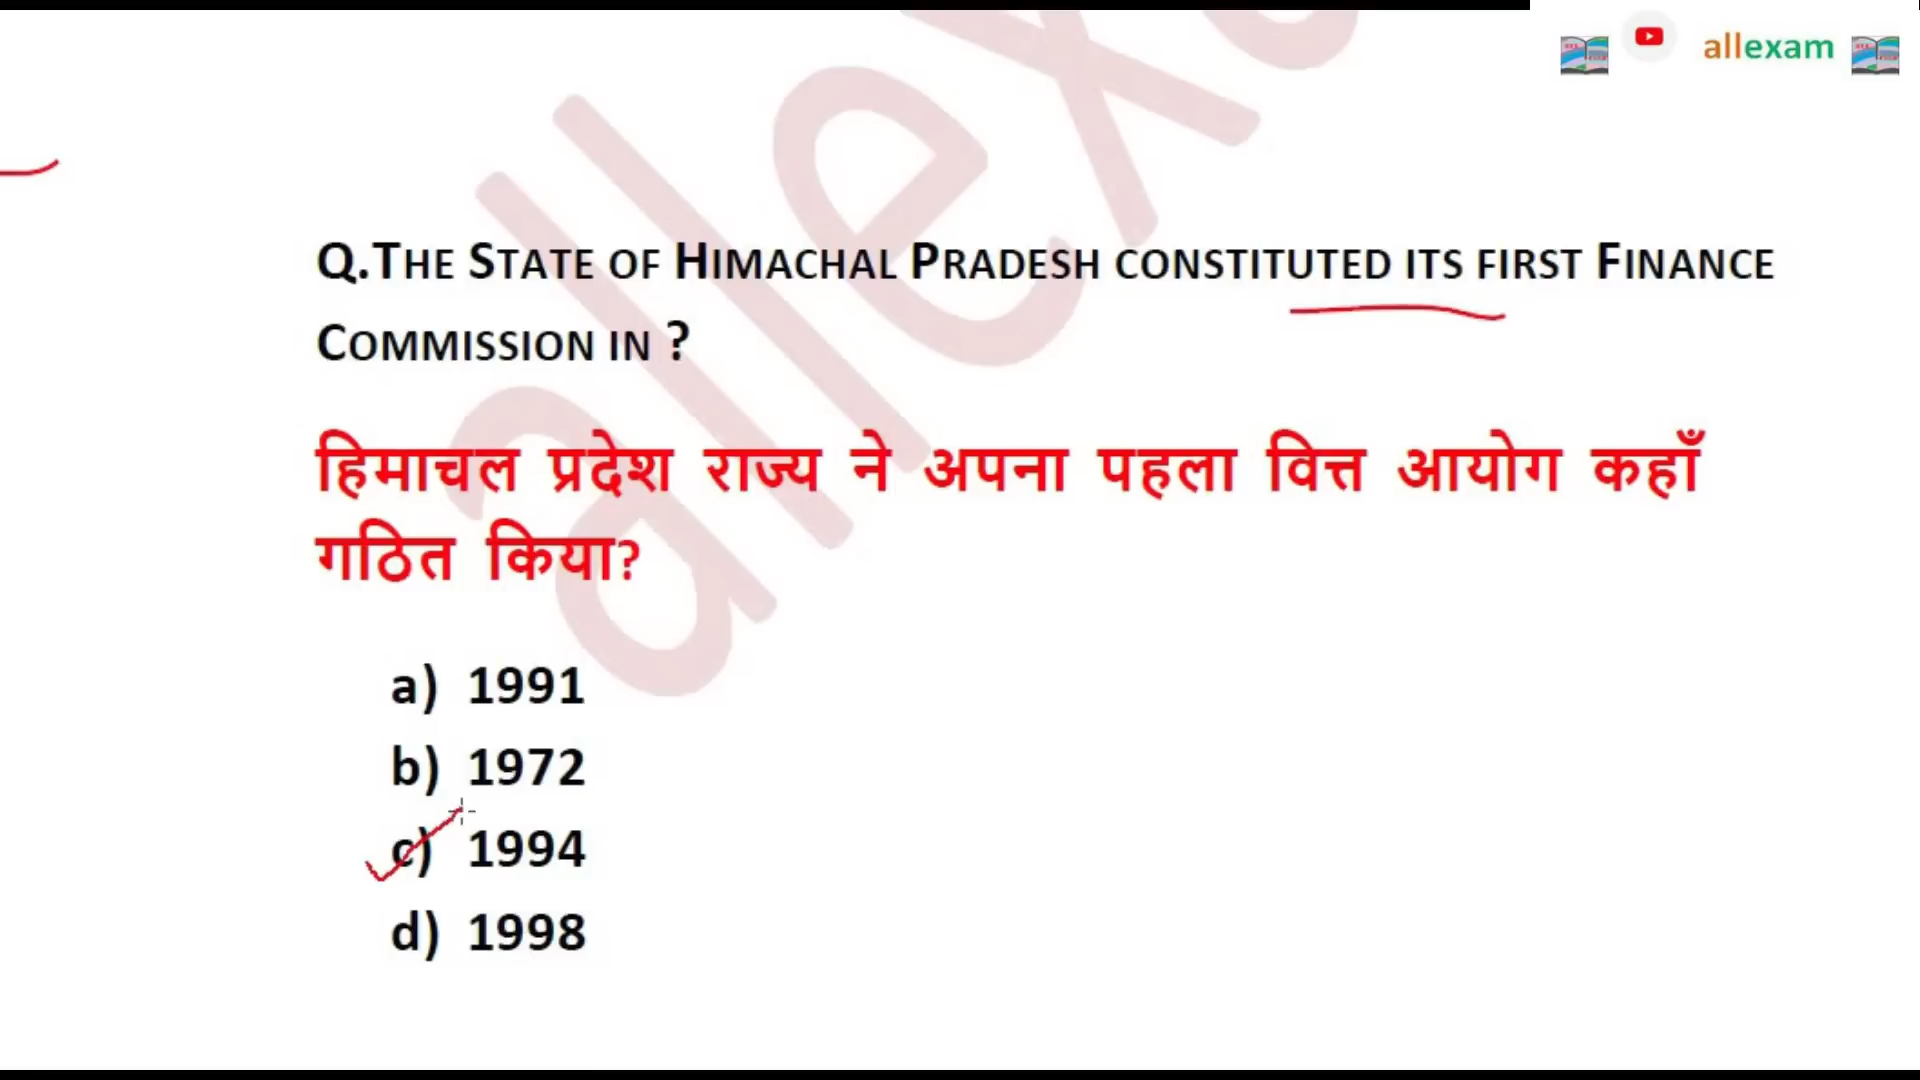 allexam
Q.The State of Himachal Pradesh constituted its first Finance
Commission in ?
हिमाचल प्रदेश राज्य ने अपना पहला वित्त आयोग कहाँ
गठित किया?
a) 1991
b) 1972
c) 1994
d) 1998
allexa